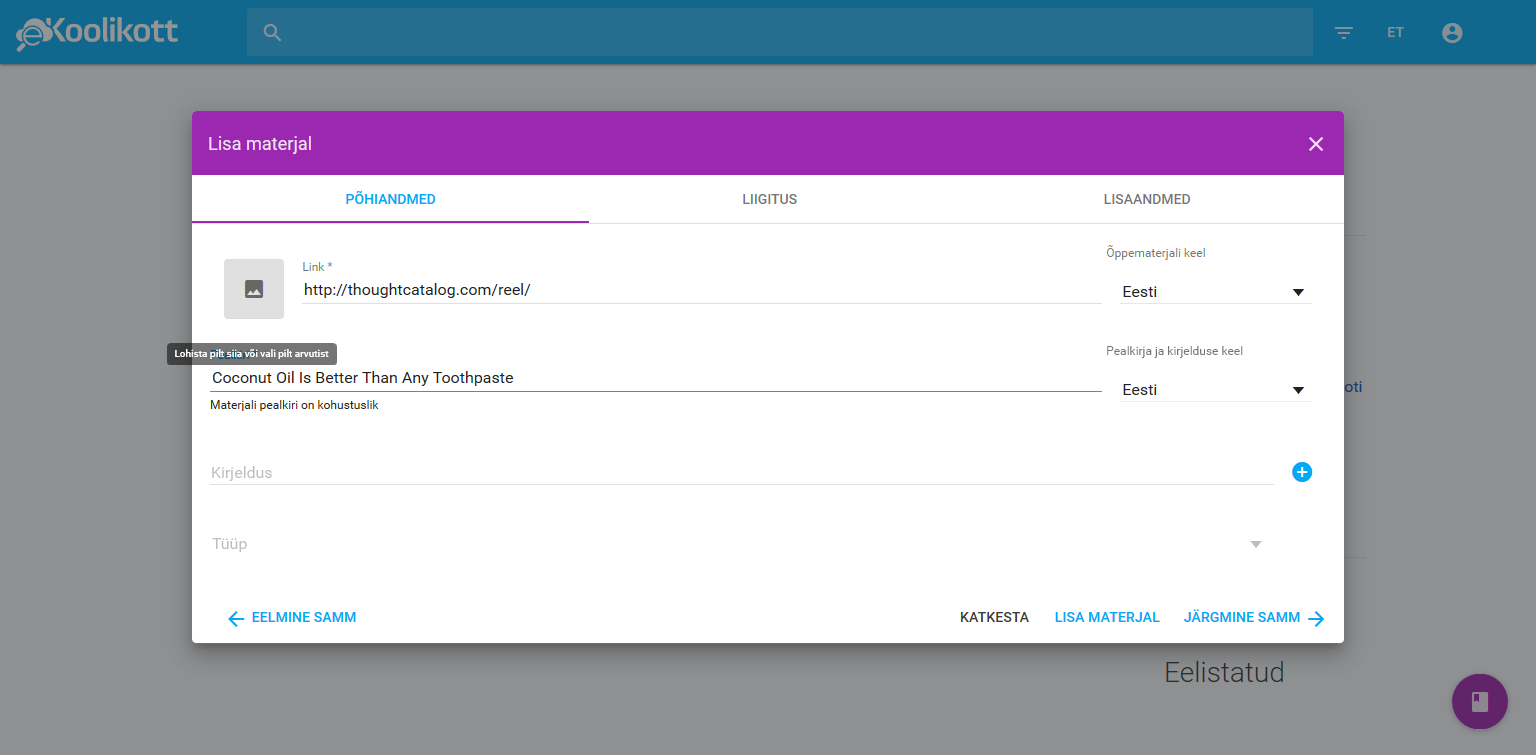 eKoolikott
ET
Lisa materjal
PÕHIANDMED
LIIGITUS
LISAANDMED
Link *
http://thoughtcatalog.com/reel/
Õppematerjali keel
Eesti
Lohista pilt siia või vali pilt arvutist
Coconut Oil Is Better Than Any Toothpaste
Materjali pealkiri on kohustuslik
Pealkirja ja kirjelduse keel
Eesti
oti
Kirjeldus
Tüüp
EELMINE SAMM
KATKESTA
LISA MATERJAL
JÄRGMINE SAMM
Eelistatud